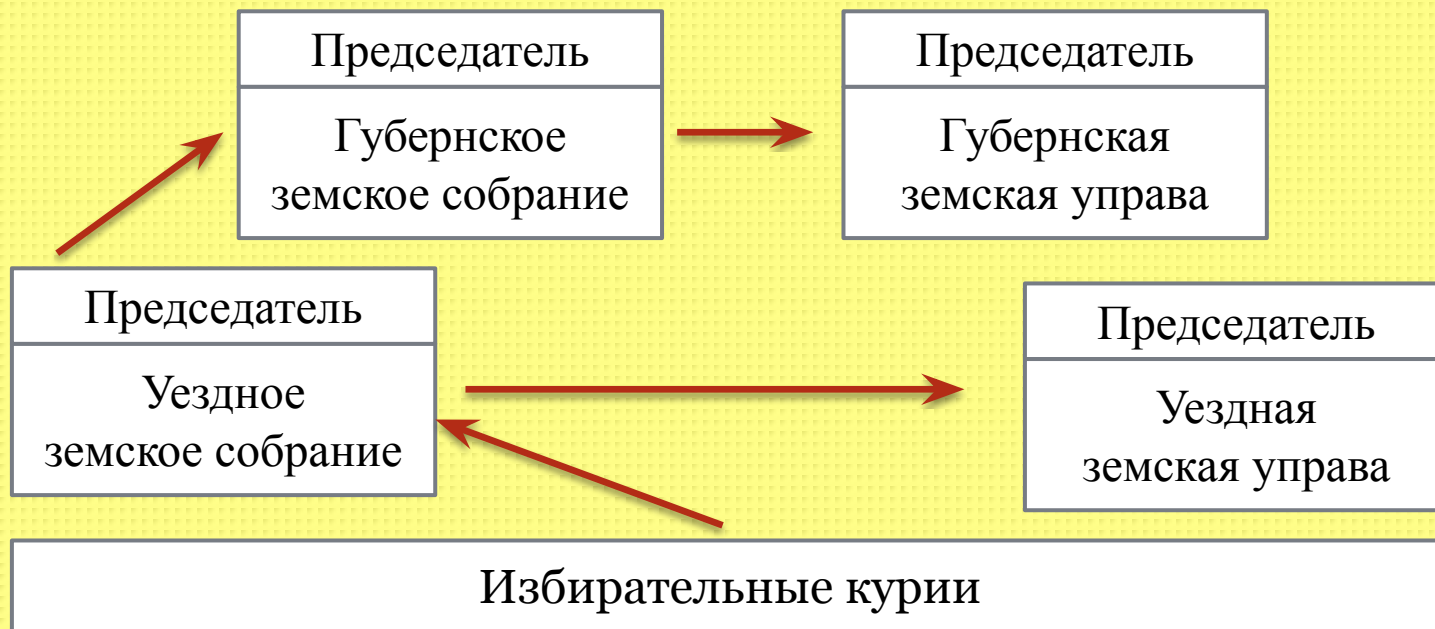 Председатель
Губернское
земское собрание
Председатель
Губернская
земская управа
Председатель
Уездное
земское собрание
Председатель
Уездная
земская управа
Избирательные курии